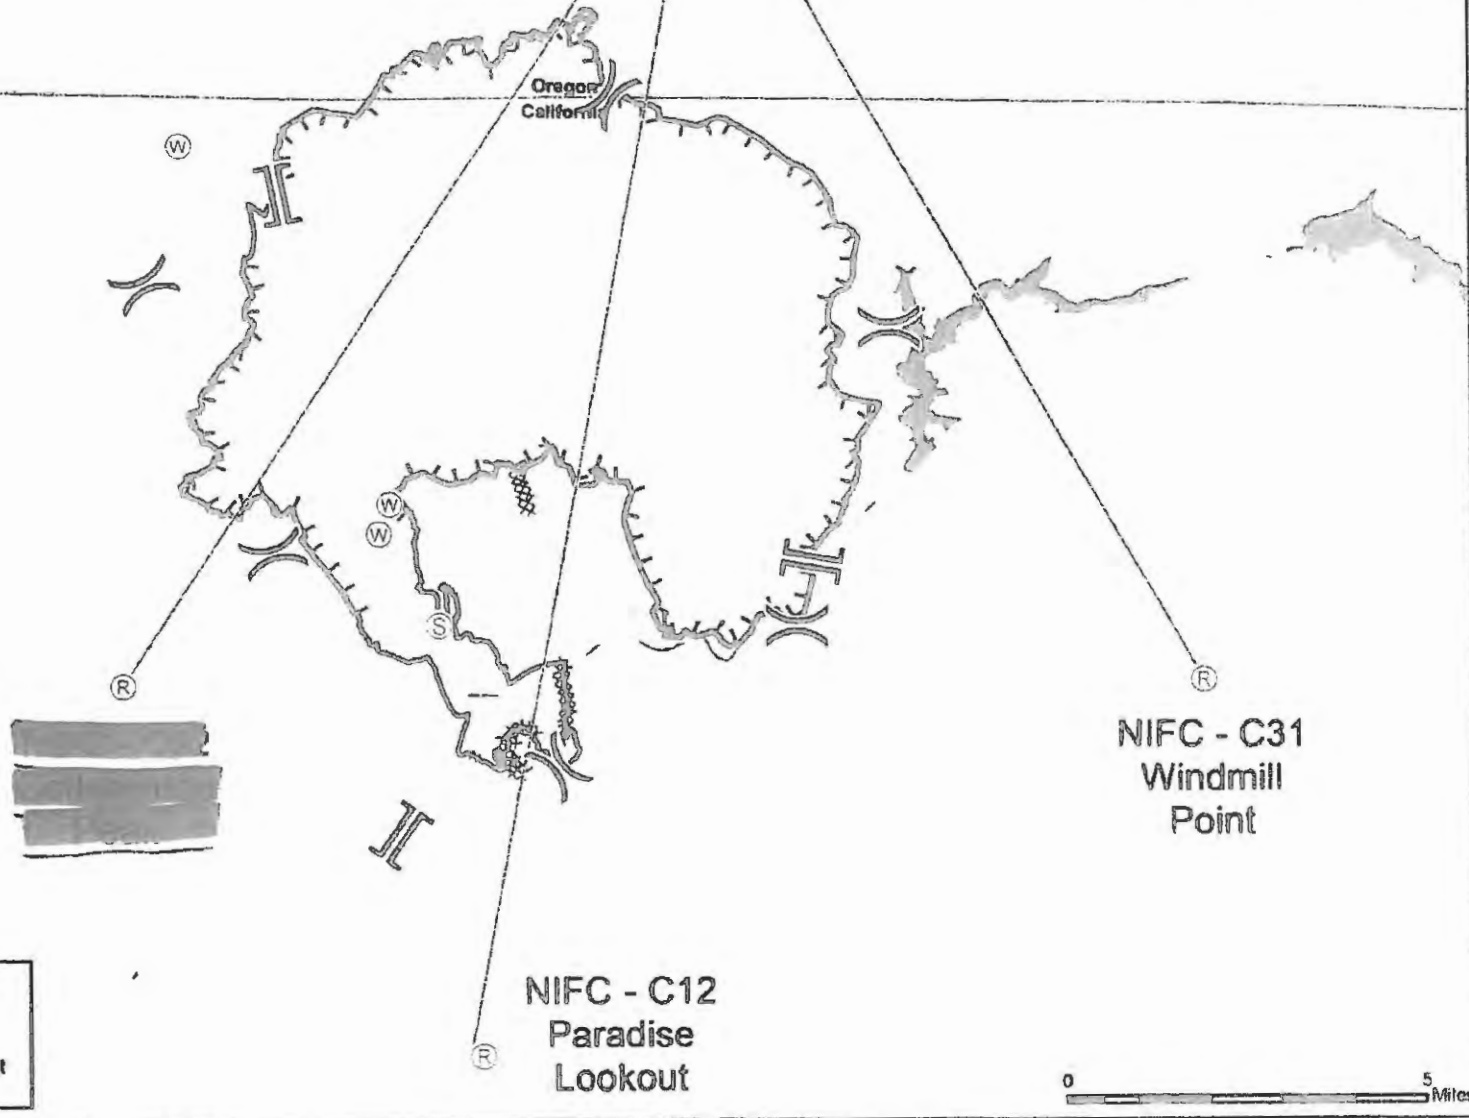 Oregon
California
W
W
W
S
R
R
NIFC - C31
Windmill
Point
NIFC - C12
Paradise
Lookout
R
0 5
Miles
t